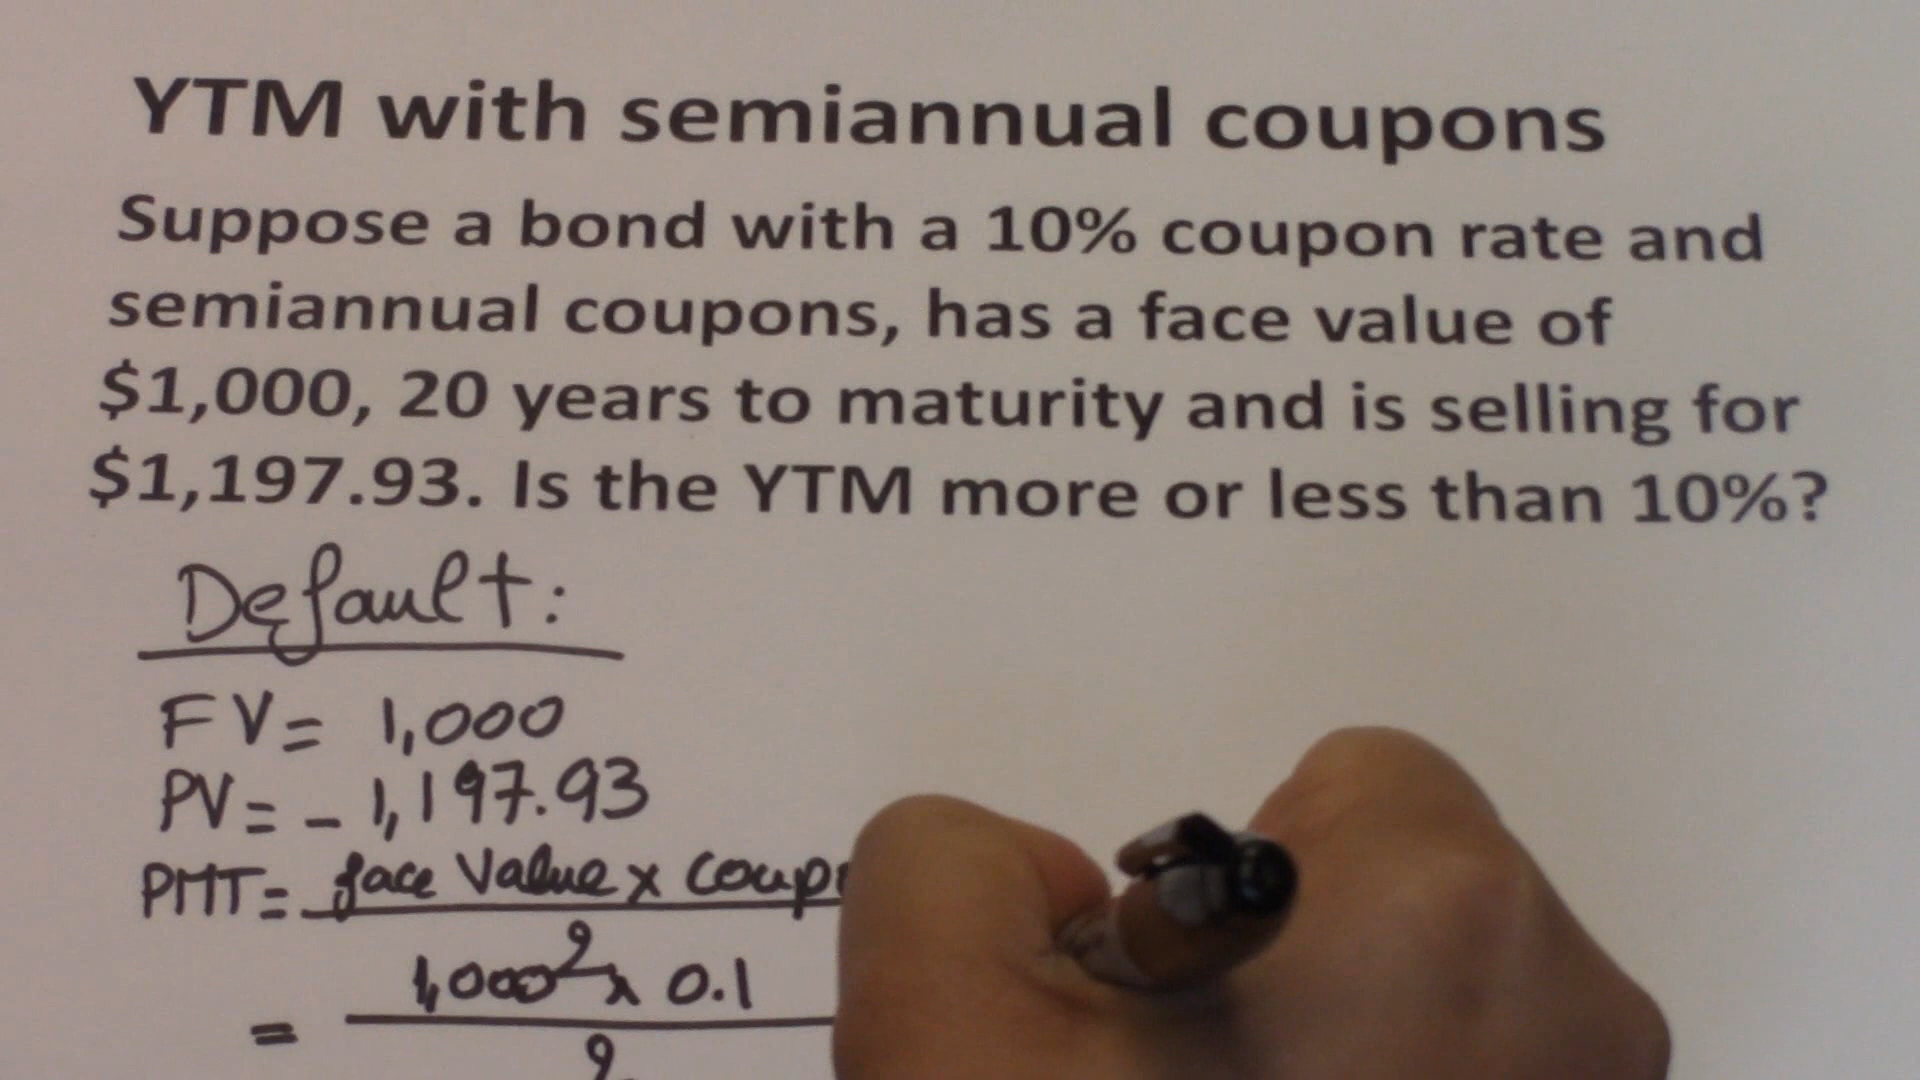 YTM with semiannual coupons
Suppose a bond with a 10% coupon rate and
semiannual coupons, has a face value of
$1,000, 20 years to maturity and is selling for
$1,197.93. Is the YTM more or less than 10%?
Default:
FV= 1,000
PV= - 1,197.93
PMT= face Value x
2
1,000 x 0.1
=
2